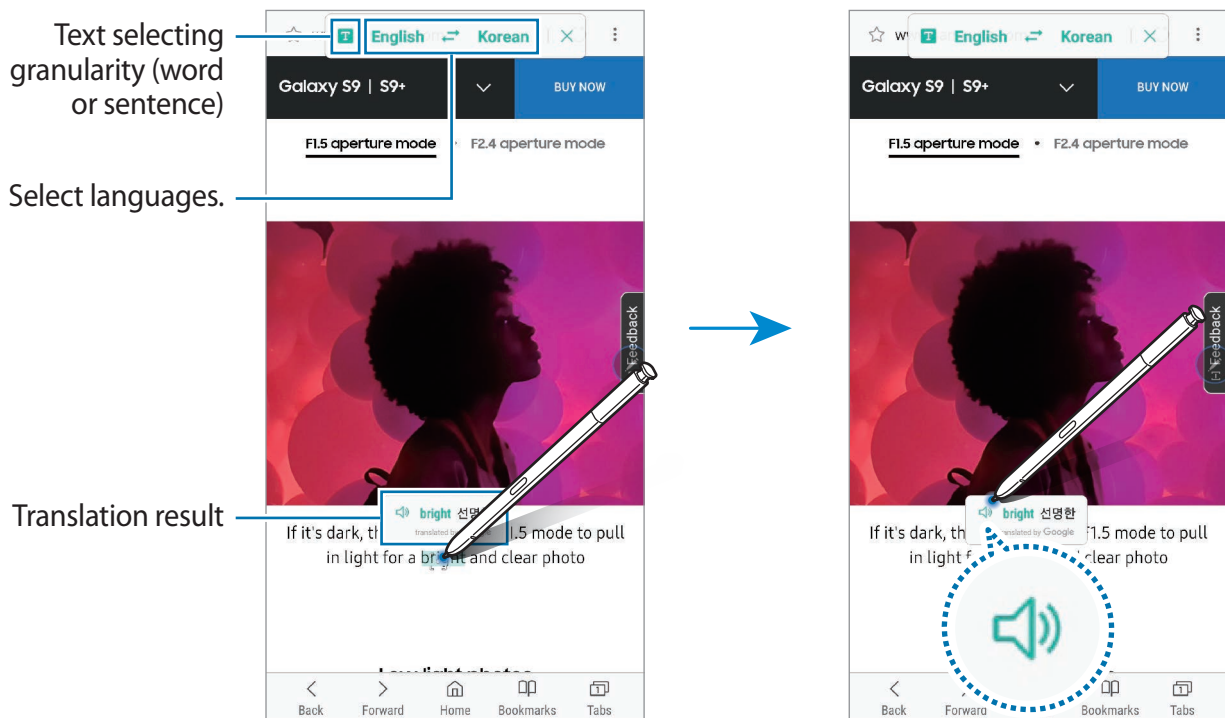 Text selecting
granularity (word
or sentence)
Select languages.
Translation result
English Korean
Galaxy S9 | S9+
BUY NOW
F1.5 aperture mode • F2.4 aperture mode
Feedback
bright
translated by
If it's dark, 1.5 mode to pull
in light for a and clear photo
Back Forward Home Bookmarks Tabs
English Korean
Galaxy S9 | S9+
BUY NOW
F1.5 aperture mode • F2.4 aperture mode
[-] Feedback
bright 선명한
translated by Google
If it's dark, F1.5 mode to pull
in light clear photo
Back Bookmarks Tabs